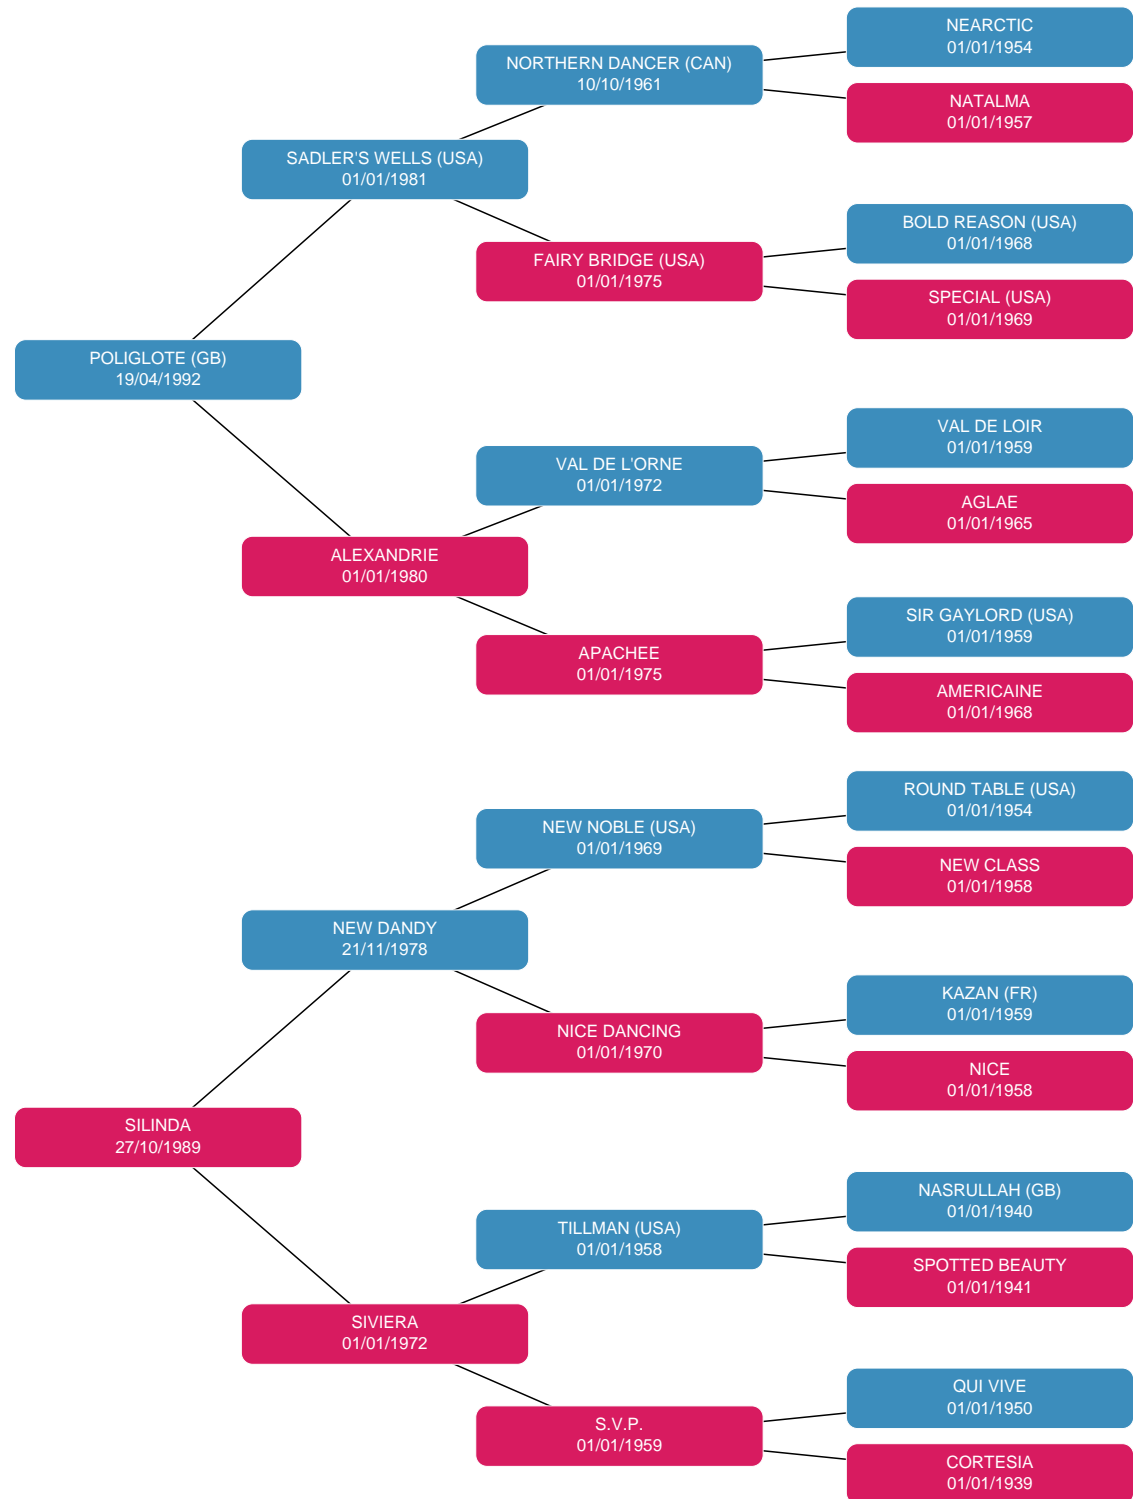 NEARCTIC
01/01/1954
NORTHERN DANCER (CAN)
10/10/1961
NATALMA
01/01/1957
SADLER'S WELLS (USA)
01/01/1981
BOLD REASON (USA)
01/01/1968
FAIRY BRIDGE (USA)
01/01/1975
SPECIAL (USA)
01/01/1969
POLIGLOTE (GB)
19/04/1992
VAL DE LOIR
01/01/1959
VAL DE L'ORNE
01/01/1972
AGLAE
01/01/1965
ALEXANDRIE
01/01/1980
SIR GAYLORD (USA)
01/01/1959
APACHEE
01/01/1975
AMERICAINE
01/01/1968
ROUND TABLE (USA)
01/01/1954
NEW NOBLE (USA)
01/01/1969
NEW CLASS
01/01/1958
NEW DANDY
21/11/1978
KAZAN (FR)
01/01/1959
NICE DANCING
01/01/1970
NICE
01/01/1958
SILINDA
27/10/1989
NASRULLAH (GB)
01/01/1940
TILLMAN (USA)
01/01/1958
SPOTTED BEAUTY
01/01/1941
SIVIERA
01/01/1972
QUI VIVE
01/01/1950
S.V.P.
01/01/1959
CORTESIA
01/01/1939